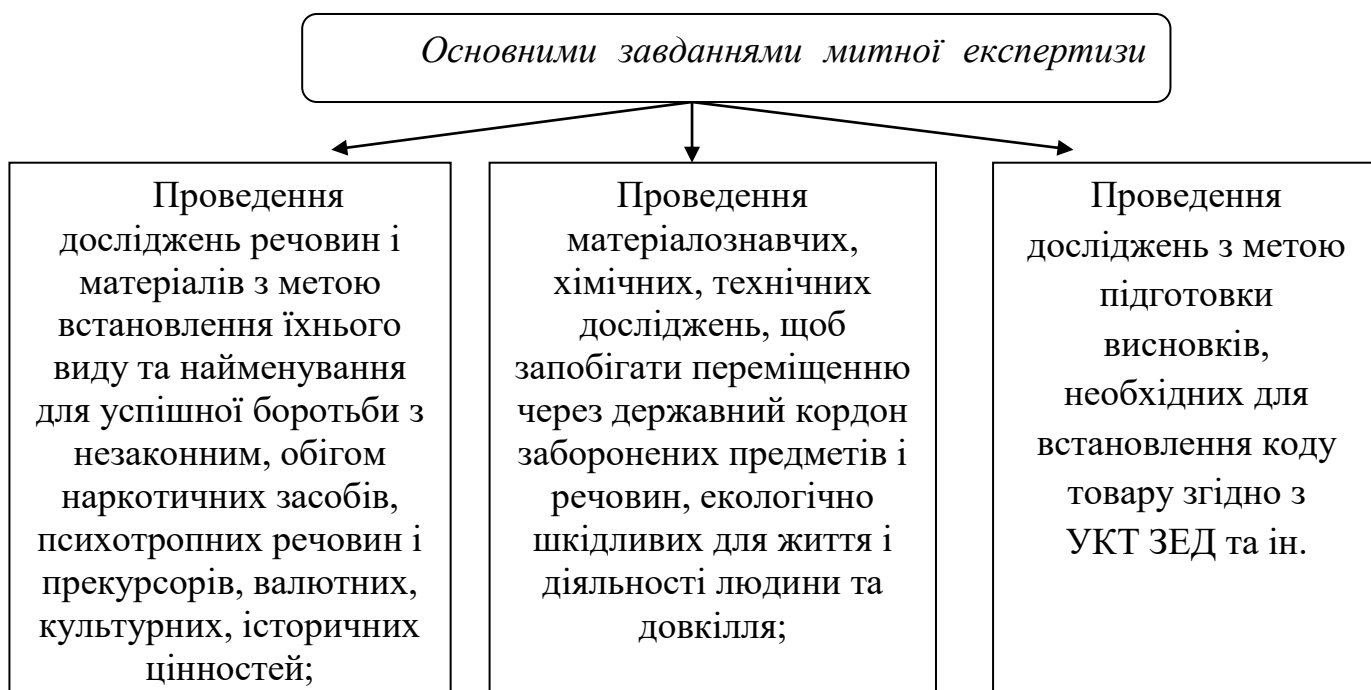 Основними завданнями митної експертизи
Проведення
досліджень речовин і
матеріалів з метою
встановлення їхнього
виду та найменування
для успішної боротьби з
незаконним, обігом
наркотичних засобів,
психотропних речовин і
прекурсорів, валютних,
культурних, історичних
цінностей;
Проведення
матеріалознавчих,
хімічних, технічних
досліджень, щоб
запобігати переміщенню
через державний кордон
заборонених предметів і
речовин, екологічно
шкідливих для життя і
діяльності людини та
довкілля;
Проведення
досліджень з метою
підготовки
висновків,
необхідних для
встановлення коду
товару згідно з
УКТ ЗЕД та ін.